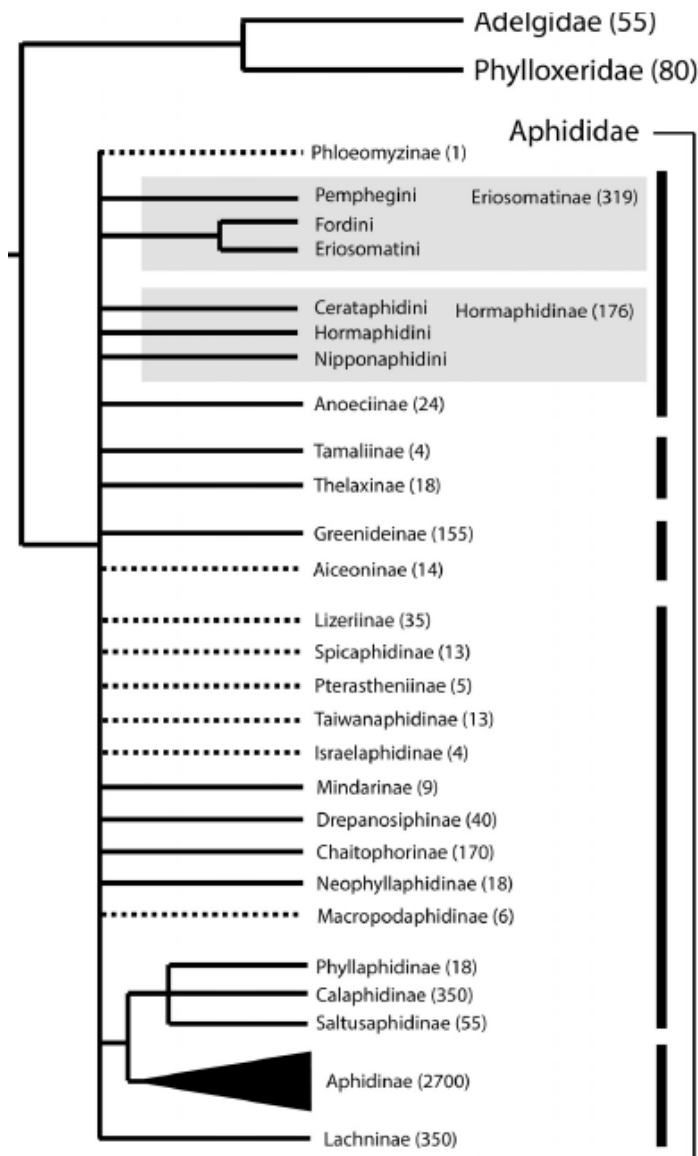 Adelgidae (55)
Phylloxeridae (80)
Aphididae
Phloeomyzinae (1)
Pemphegini
Eriosomatinae (319)
Fordini
Eriosomatini
Cerataphidini
Hormaphidinae (176)
Hormaphidini
Nipponaphidini
Anoeciinae (24)
Tamaliinae (4)
Thelaxinae (18)
Greenideinae (155)
Aiceoninae (14)
Lizeriinae (35)
Spicaphidinae (13)
Pterastheniinae (5)
Taiwanaphidinae (13)
Israelaphidinae (4)
Mindarinae (9)
Drepanosiphinae (40)
Chaitophorinae (170)
Neophyllaphidinae (18)
Macropodaphidinae (6)
Phyllaphidinae (18)
Calaphidinae (350)
Saltusaphidinae (55)
Aphidinae (2700)
Lachninae (350)